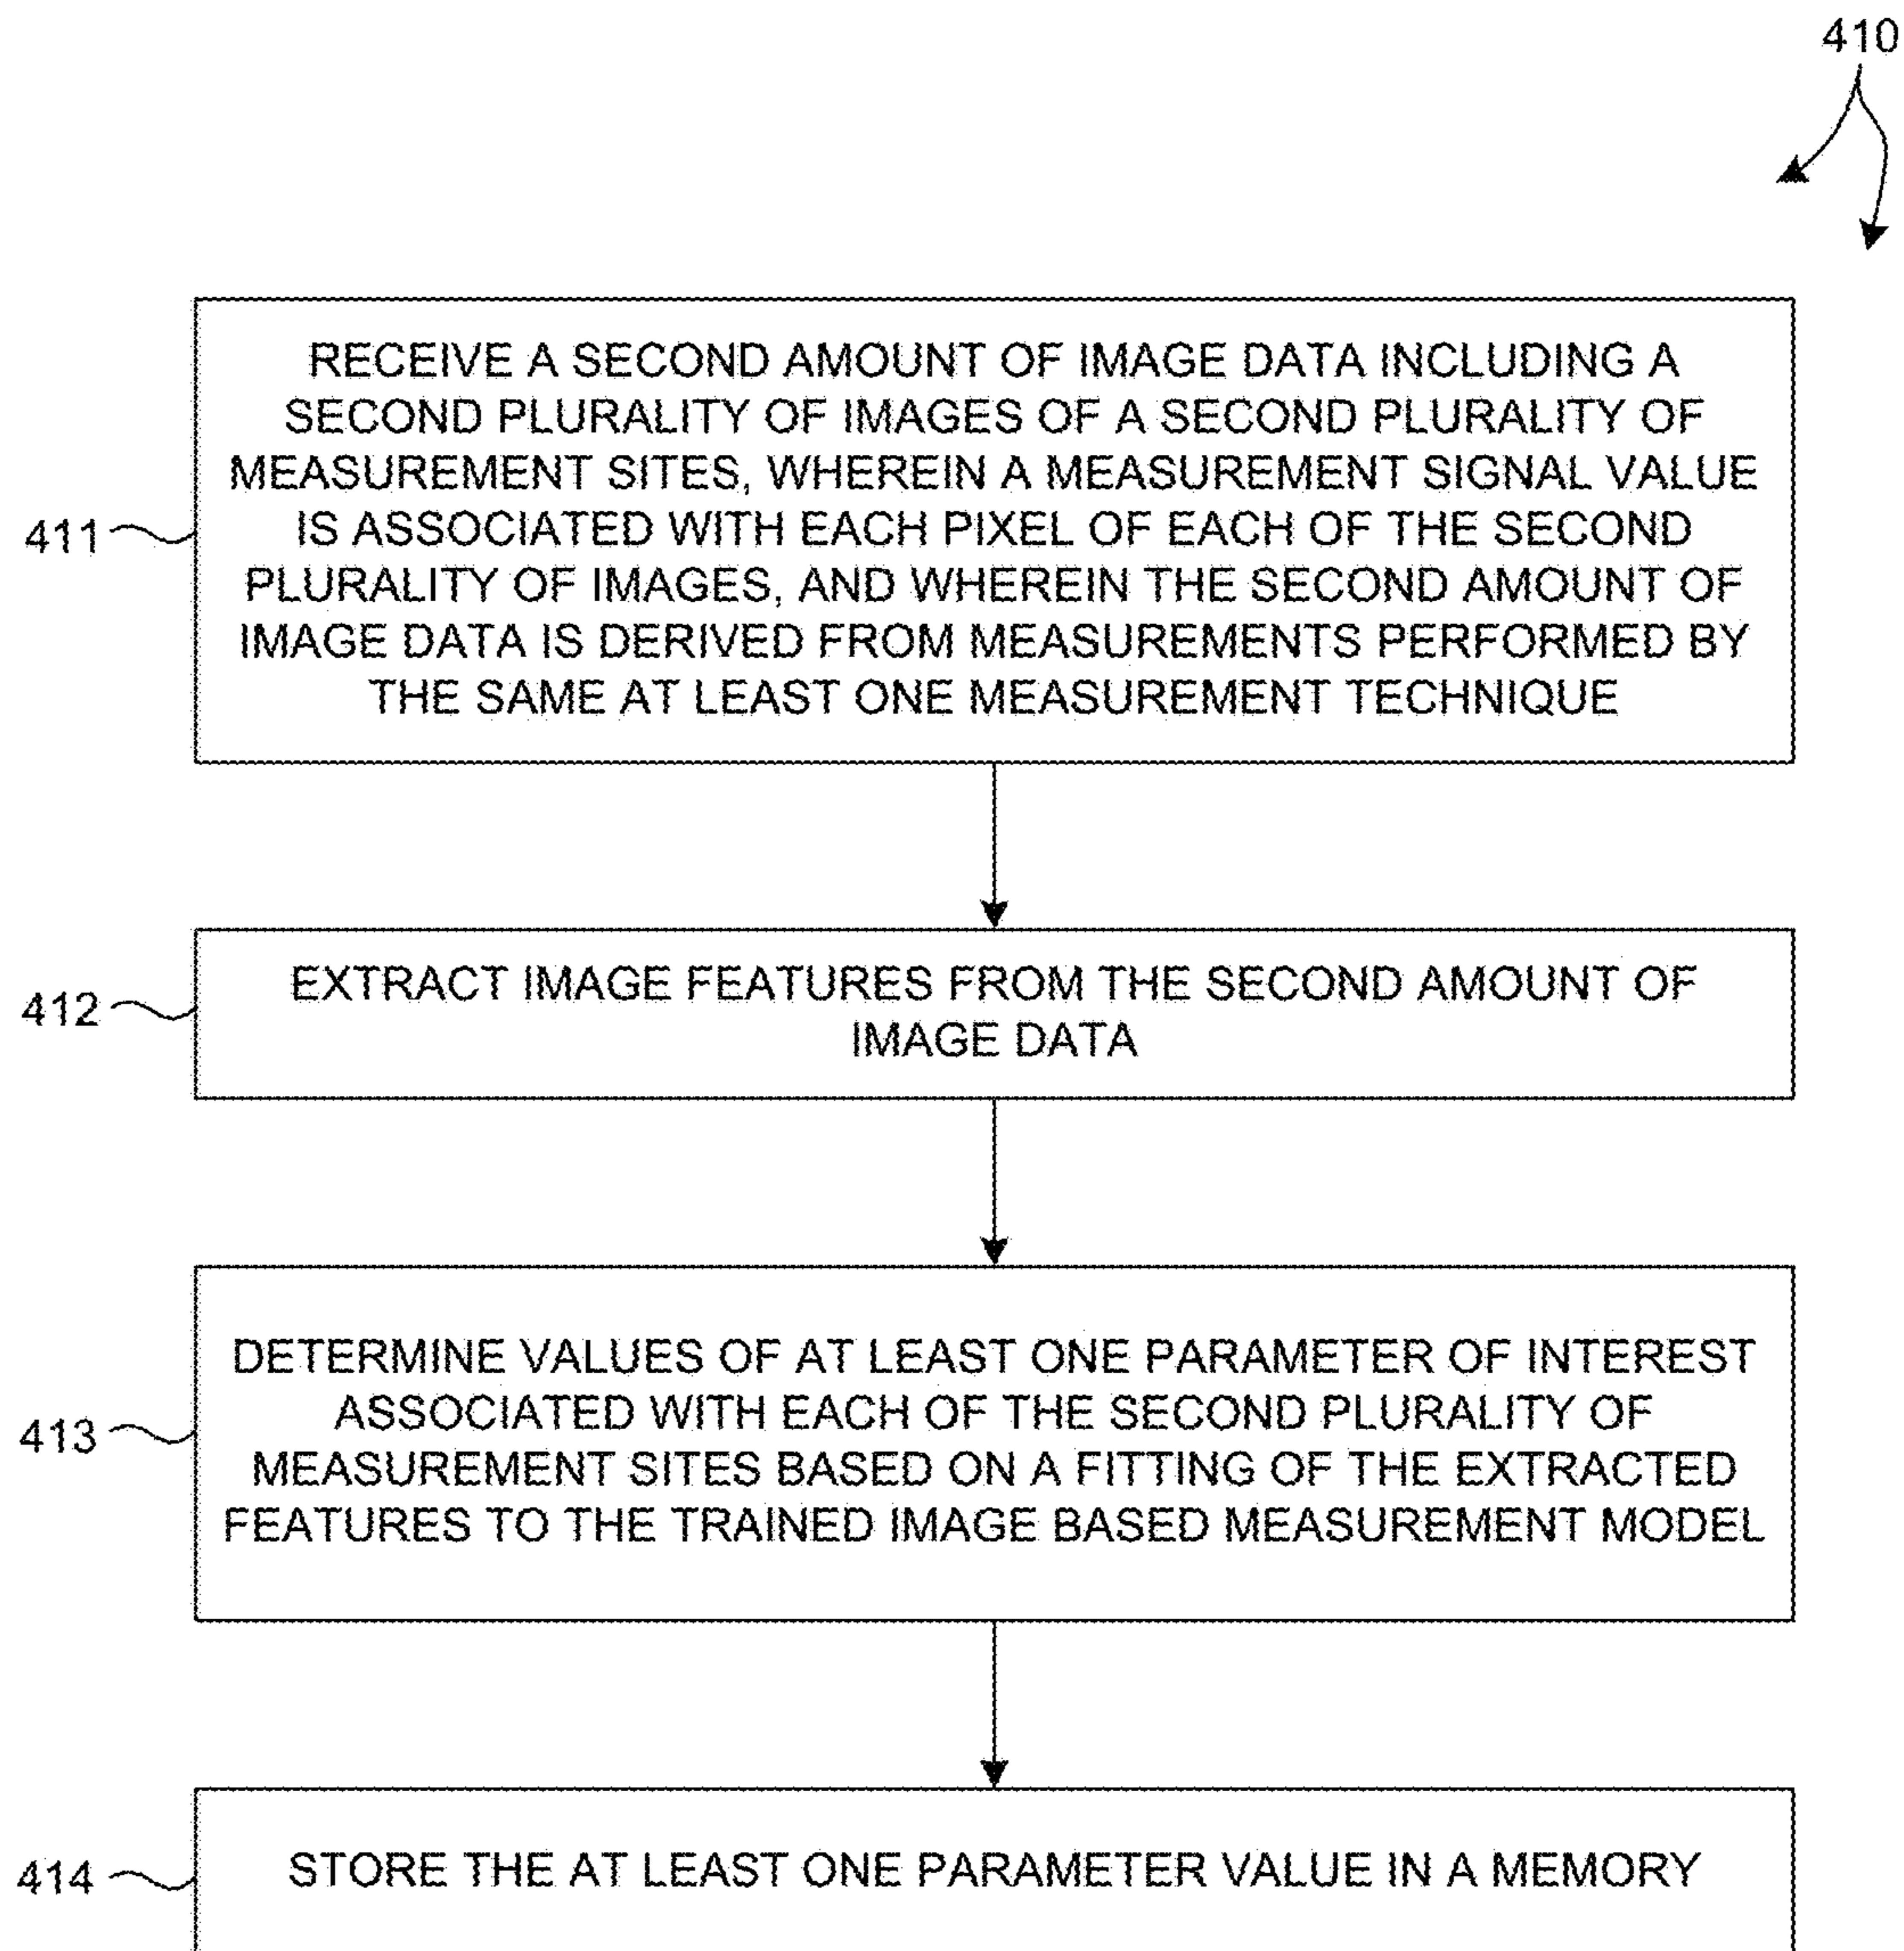 410
RECEIVE A SECOND AMOUNT OF IMAGE DATA INCLUDING A
SECOND PLURALITY OF IMAGES OF A SECOND PLURALITY OF
MEASUREMENT SITES, WHEREIN A MEASUREMENT SIGNAL VALUE
IS ASSOCIATED WITH EACH PIXEL OF EACH OF THE SECOND
411
PLURALITY OF IMAGES, AND WHEREIN THE SECOND AMOUNT OF
IMAGE DATA IS DERIVED FROM MEASUREMENTS PERFORMED BY
THE SAME AT LEAST ONE MEASUREMENT TECHNIQUE
EXTRACT IMAGE FEATURES FROM THE SECOND AMOUNT OF
412
IMAGE DATA
DETERMINE VALUES OF AT LEAST ONE PARAMETER OF INTEREST
ASSOCIATED WITH EACH OF THE SECOND PLURALITY OF
413
MEASUREMENT SITES BASED ON A FITTING OF THE EXTRACTED
FEATURES TO THE TRAINED IMAGE BASED MEASUREMENT MODEL
414
STORE THE AT LEAST ONE PARAMETER VALUE IN A MEMORY